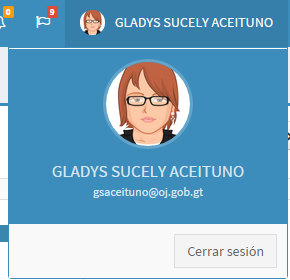 0
9
GLADYS SUCELY ACEITUNO
GLADYS SUCELY ACEITUNO
gsaceituno@oj.gob.gt
Cerrar sesión